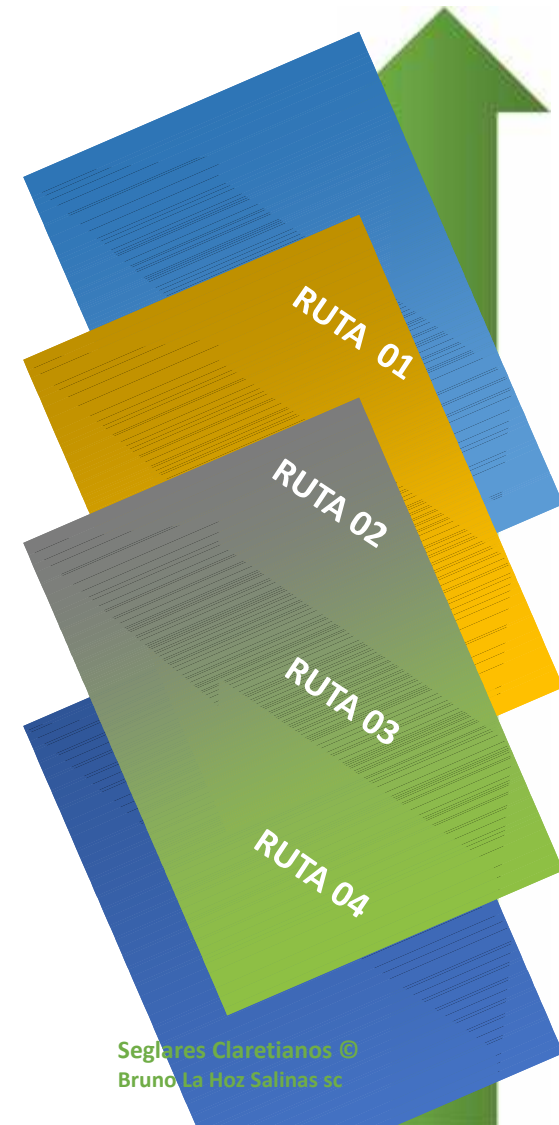 RUTA 01
RUTA 02
RUTA 03
RUTA 04
Seglares Claretianos ©
Bruno La Hoz Salinas sc